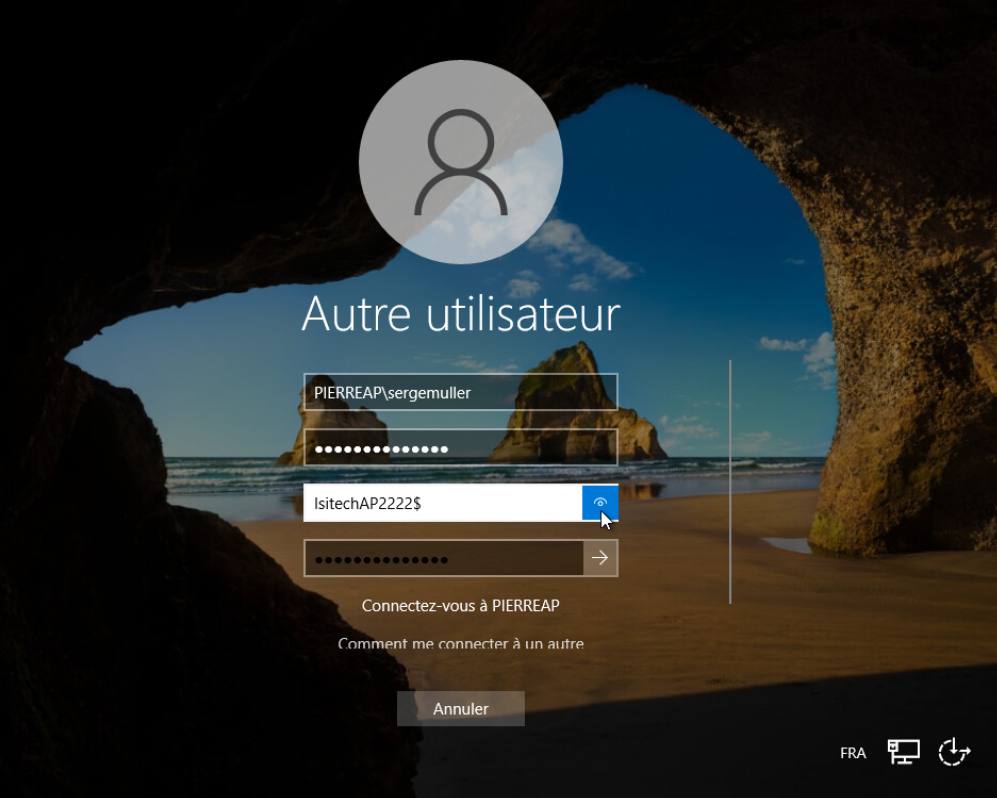 Autre utilisateur
PIERREAP\sergemuller
●●●●●●●●●●●●●●
IsitechAP2222$
●●●●●●●●●●●●●●
Connectez-vous à PIERREAP
Comment me connecter à un autre
Annuler
FRA